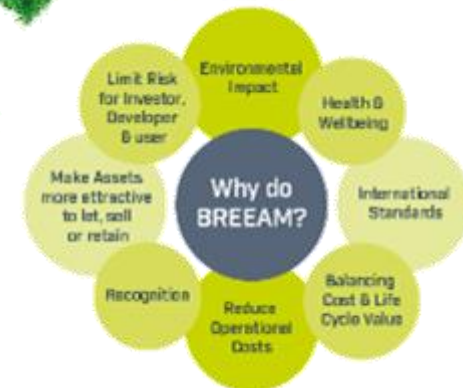 Environmental
Impact
Health &
Wellbeing
International
Standards
Balancing
Cost & Life
Cycle Value
Reduce
Operational
Costs
Recognition
Make Assets
more attractive
to let, sell
or retain
Limit Risk
for Investor,
Developer
& user
Why do
BREEAM?